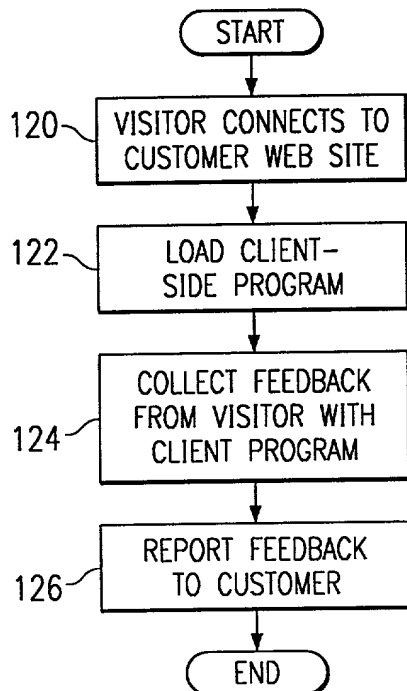 START
120
VISITOR CONNECTS TO
CUSTOMER WEB SITE
122
LOAD CLIENT-
SIDE PROGRAM
124
COLLECT FEEDBACK
FROM VISITOR WITH
CLIENT PROGRAM
126
REPORT FEEDBACK
TO CUSTOMER
END